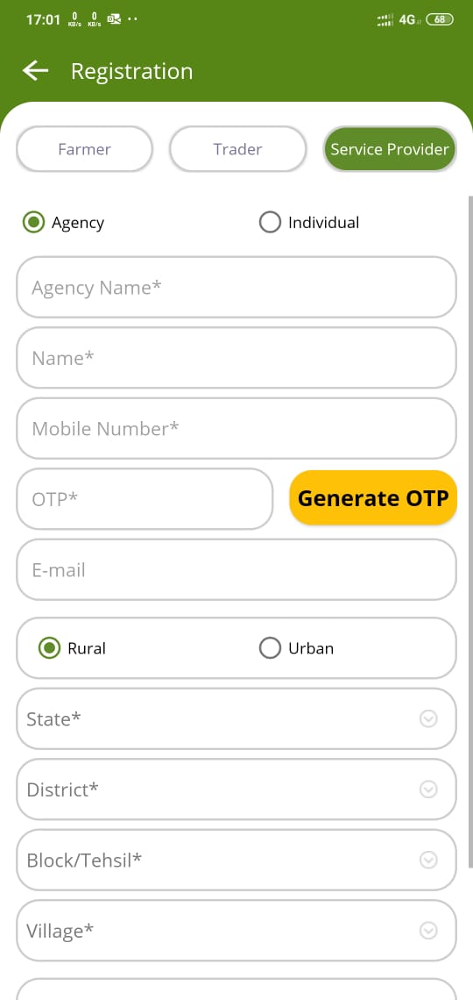 17:01 0 KB/s 0 KB/s 4G 68
Registration
Farmer Trader Service Provider
Agency Individual
Agency Name*
Name*
Mobile Number*
OTP* Generate OTP
E-mail
Rural Urban
State*
District*
Block/Tehsil*
Village*